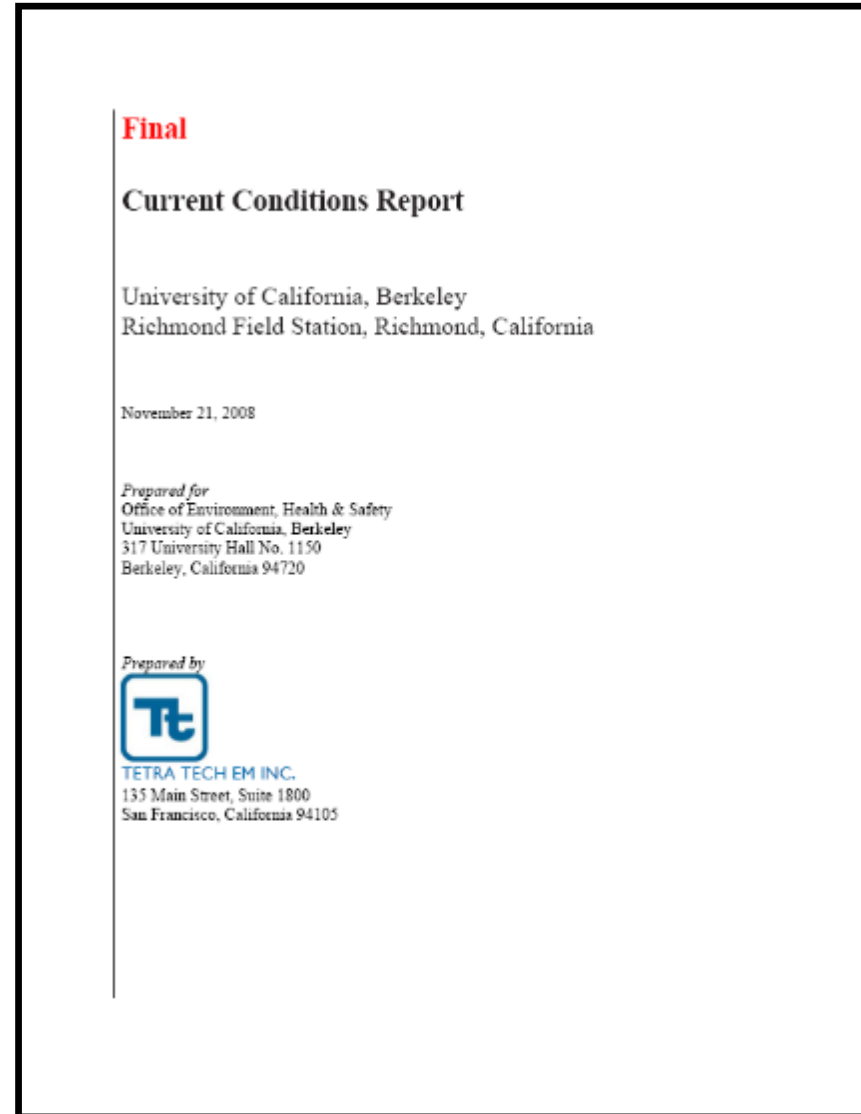 Final
Current Conditions Report
University of California, Berkeley
Richmond Field Station, Richmond, California
November 21, 2008
Prepared for
Office of Environment, Health & Safety
University of California, Berkeley
317 University Hall No. 1150
Berkeley, California 94720
Prepared by
Tt
TETRA TECH EM INC.
135 Main Street, Suite 1800
San Francisco, California 94105